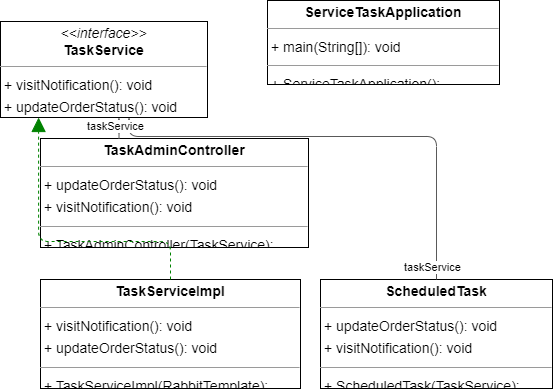 <<interface>>
TaskService
+ visitNotification(): void
+ updateOrderStatus(): void
ServiceTaskApplication
+ main(String[]): void
+ ServiceTaskApplication():
taskService
TaskAdminController
+ updateOrderStatus(): void
+ visitNotification(): void
+ TaskAdminController(TaskService):
taskService
TaskServiceImpl
+ visitNotification(): void
+ updateOrderStatus(): void
+ TaskServiceImpl(RabbitTemplate):
ScheduledTask
+ updateOrderStatus(): void
+ visitNotification(): void
+ ScheduledTask(TaskService):